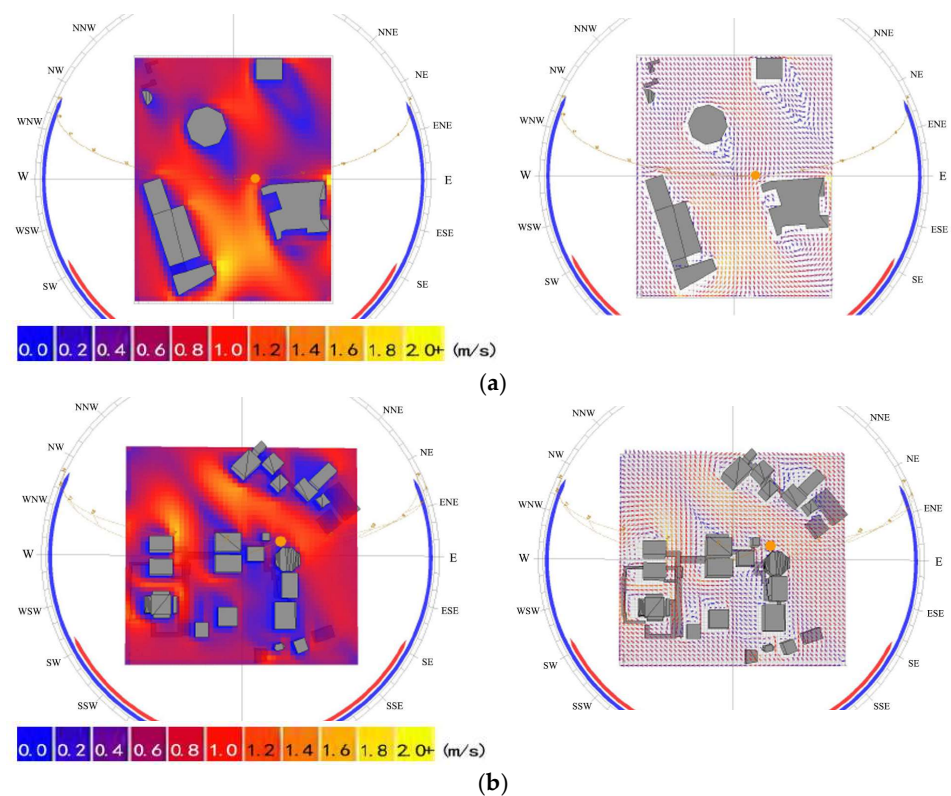 NNW NNE NNE
NW NE NW NE
WNW ENE WNW ENE
W E W E
WSW ESE WSW ESE
SW SE SW SE
0.0 0.2 0.4 0.6 0.8 1.0 1.2 1.4 1.6 1.8 2.0+ (m/s)
(a)
NNW NNE NNW NNE
NW NE NW NE
WNW ENE WNW ENE
W E W E
WSW ESE WSW ESE
SW SE SW SE
SSW SSE SSW SSE
0.0 0.2 0.4 0.6 0.8 1.0 1.2 1.4 1.6 1.8 2.0+ (m/s)
(b)